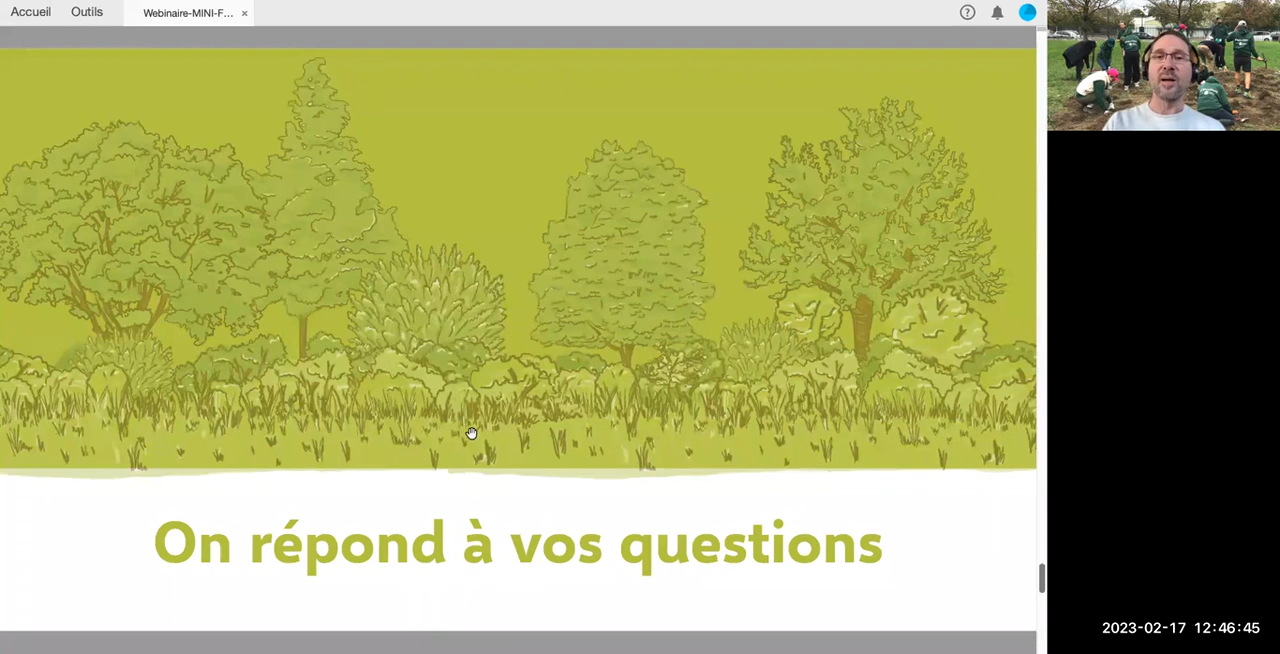 Accueil Outils Webinaire-MINI-F... ×
On répond à vos questions
2023-02-17 12:46:45